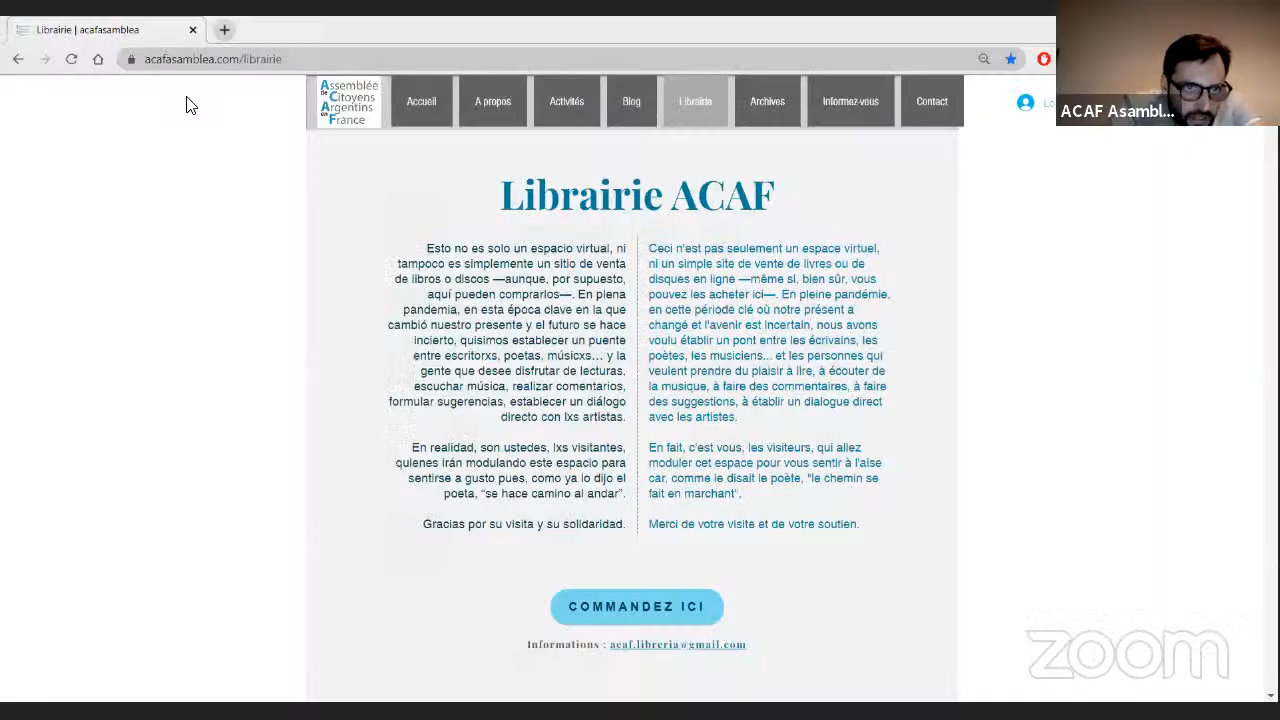 Librairie | acafasamblea
acafasamblea.com/librairie
Assemblée
de Citoyens
Argentins
en France
Accueil
A propos
Activités
Blog
Librairie
Archives
Informez-vous
Contact
ACAF Asambl...
Librairie ACAF
Esto no es solo un espacio virtual, ni
tampoco es simplemente un sitio de venta
de libros o discos —aunque, por supuesto,
aquí pueden comprarlos—. En plena
pandemia, en esta época clave en la que
cambió nuestro presente y el futuro se hace
incierto, quisimos establecer un puente
entre escritorxs, poetas, músicxs... y la
gente que desee disfrutar de lecturas,
escuchar música, realizar comentarios,
formular sugerencias, establecer un diálogo
directo con lxs artistas.
En realidad, son ustedes, lxs visitantes,
quienes irán modulando este espacio para
sentirse a gusto pues, como ya lo dijo el
poeta, “se hace camino al andar”.
Gracias por su visita y su solidaridad.
Ceci n'est pas seulement un espace virtuel,
ni un simple site de vente de livres ou de
disques en ligne —même si, bien sûr, vous
pouvez les acheter ici—. En pleine pandémie,
en cette période clé où notre présent a
changé et l'avenir est incertain, nous avons
voulu établir un pont entre les écrivains, les
poètes, les musiciens... et les personnes qui
veulent prendre du plaisir à lire, à écouter de
la musique, à faire des commentaires, à faire
des suggestions, à établir un dialogue direct
avec les artistes.
En fait, c'est vous, les visiteurs, qui allez
moduler cet espace pour vous sentir à l'aise
car, comme le disait le poète, "le chemin se
fait en marchant".
Merci de votre visite et de votre soutien.
COMMANDEZ ICI
Informations : acaf.libreria@gmail.com
zoom